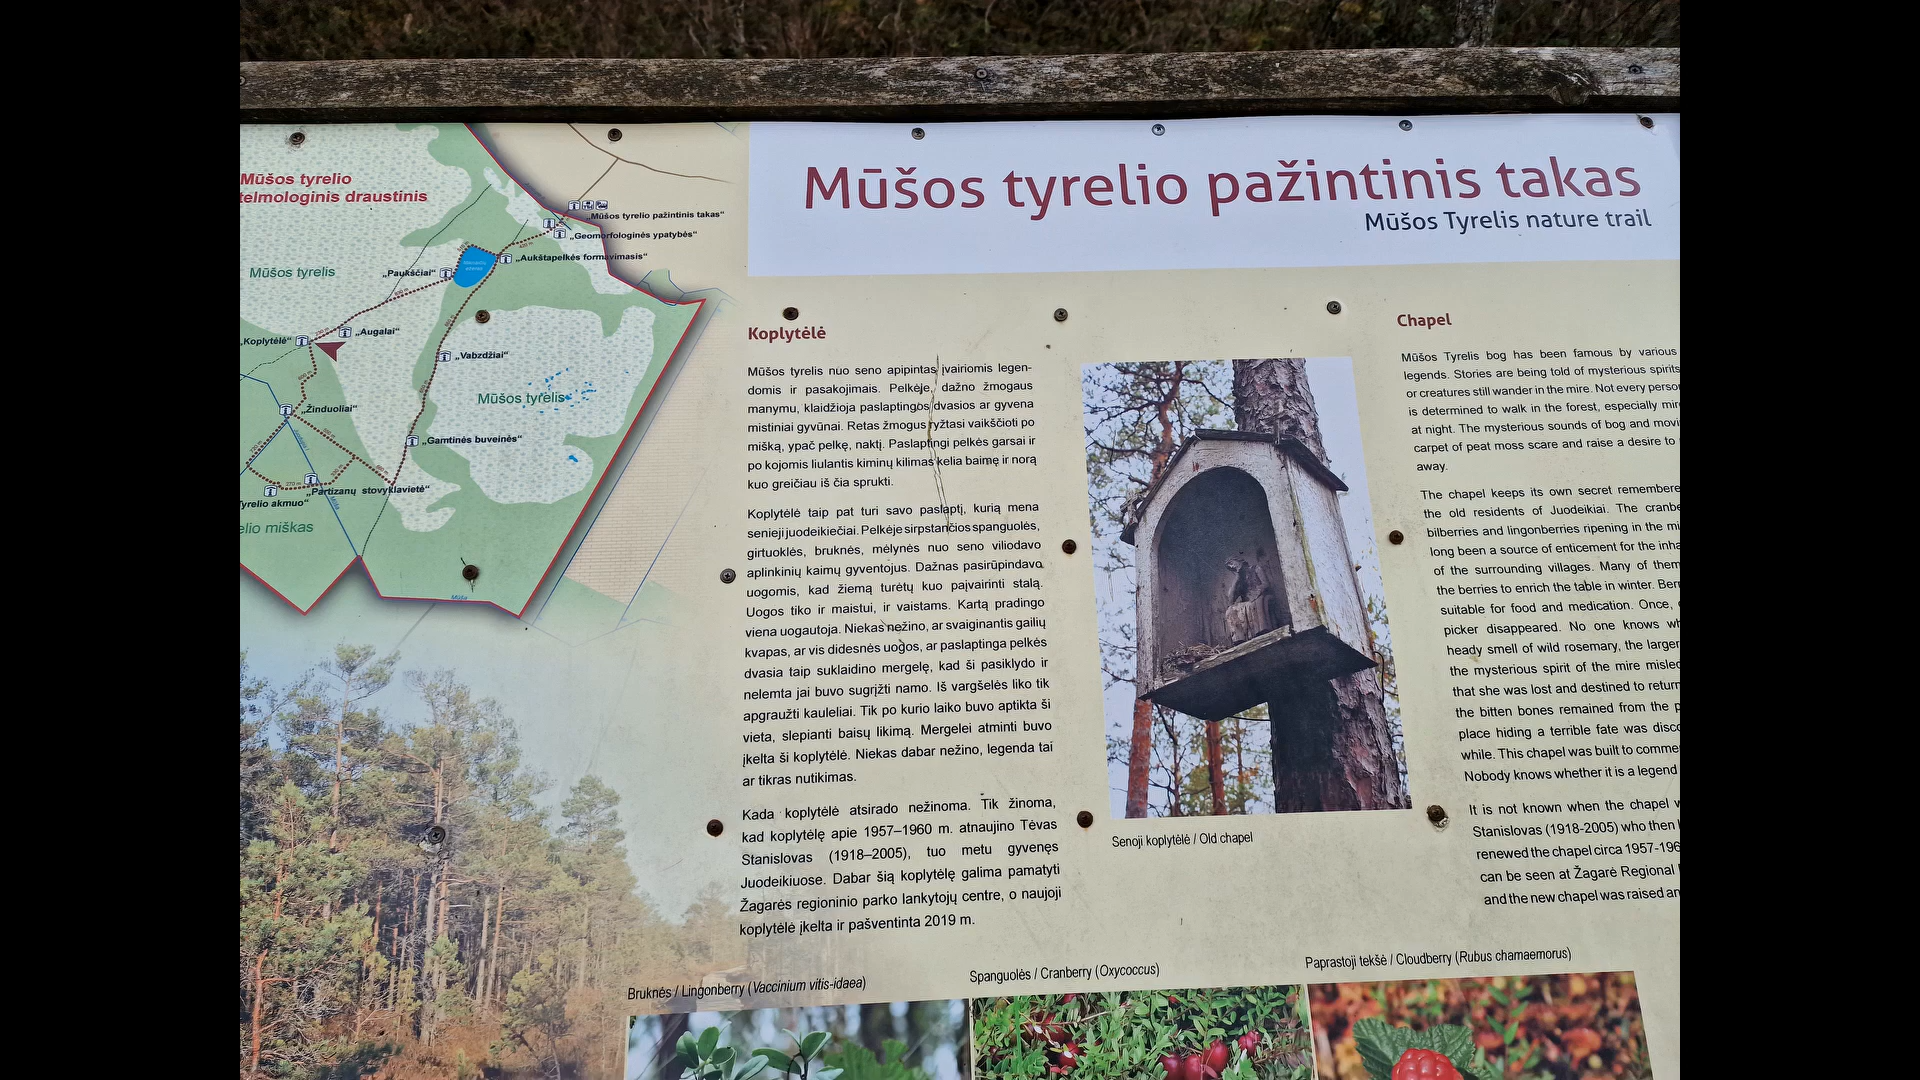 Mūšos tyrelio
telmologinis draustinis
„Mūšos tyrelio pažintinis takas“
„Geomorfologinės ypatybės“
„Aukštapelkės formavimasis“
„Paukščiai“
Mūšos tyrelis
„Augalai“
„Koplytėlė“
„Vabzdžiai“
Mūšos tyrelis
„Žinduoliai“
„Gamtinės buveinės“
„Partizanų stovyklavietė“
Tyrelio akmuo“
elio miškas
Mūša
Mūšos tyrelio pažintinis takas
Mūšos Tyrelis nature trail
Koplytėlė
Mūšos tyrelis nuo seno apipintas įvairiomis legen-
domis ir pasakojimais. Pelkėje, dažno žmogaus
manymu, klaidžioja paslaptingos dvasios ar gyvena
mistiniai gyvūnai. Retas žmogus ryžtasi vaikščioti po
mišką, ypač pelkę, naktį. Paslaptingi pelkės garsai ir
po kojomis liulantis kiminų kilimas kelia baimę ir norą
kuo greičiau iš čia sprukti.
Koplytėlė taip pat turi savo paslaptį, kurią mena
senieji juodeikiečiai. Pelkėje sirpstančios spanguolės,
girtuoklės, bruknės, mėlynės nuo seno viliodavo
aplinkinių kaimų gyventojus. Dažnas pasirūpindavo
uogomis, kad žiemą turėtų kuo paįvairinti stalą.
Uogos tiko ir maistui, ir vaistams. Kartą pradingo
viena uogautoja. Niekas nežino, ar svaiginantis gailių
kvapas, ar vis didesnės uogos, ar paslaptinga pelkės
dvasia taip suklaidino mergelę, kad ši pasiklydo ir
nelemta jai buvo sugrįžti namo. Iš vargšelės liko tik
apgraužti kauleliai. Tik po kurio laiko buvo aptikta ši
vieta, slepianti baisų likimą. Mergelei atminti buvo
įkelta ši koplytėlė. Niekas dabar nežino, legenda tai
ar tikras nutikimas.
Kada koplytėlė atsirado nežinoma. Tik žinoma,
kad koplytėlę apie 1957–1960 m. atnaujino Tėvas
Stanislovas (1918–2005), tuo metu gyvenęs
Juodeikiuose. Dabar šią koplytėlę galima pamatyti
Žagarės regioninio parko lankytojų centre, o naujoji
koplytėlė įkelta ir pašventinta 2019 m.
Senoji koplytėlė / Old chapel
Chapel
Mūšos Tyrelis bog has been famous by various
legends. Stories are being told of mysterious spirits
or creatures still wander in the mire. Not every perso
is determined to walk in the forest, especially mir
at night. The mysterious sounds of bog and movi
carpet of peat moss scare and raise a desire to
away.
The chapel keeps its own secret remembere
the old residents of Juodeikiai. The cranbe
bilberries and lingonberries ripening in the mi
long been a source of enticement for the inha
of the surrounding villages. Many of them
the berries to enrich the table in winter. Berr
suitable for food and medication. Once,
picker disappeared. No one knows wh
heady smell of wild rosemary, the larger
the mysterious spirit of the mire misled
that she was lost and destined to return
the bitten bones remained from the p
place hiding a terrible fate was disco
while. This chapel was built to comme
Nobody knows whether it is a legend
It is not known when the chapel w
Stanislovas (1918-2005) who then l
renewed the chapel circa 1957-196
can be seen at Žagarė Regional
and the new chapel was raised an
Bruknės / Lingonberry (Vaccinium vitis-idaea)
Spanguolės / Cranberry (Oxycoccus)
Paprastoji tekšė / Cloudberry (Rubus chamaemorus)